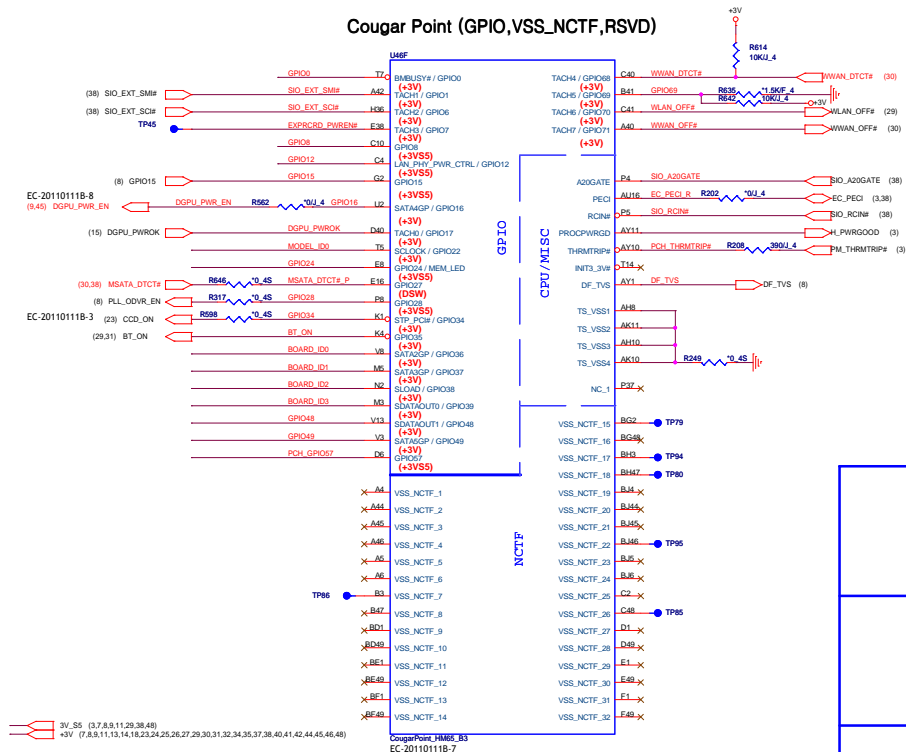 Cougar Point (GPIO,VSS_NCTF,RSVD)
+3V
R614
10K/J_4
U46F
GPIO0 T7 BMBUSY# / GPIO0
(+3V)
(38) SIO_EXT_SMI# SIO_EXT_SMI# A42 TACH1 / GPIO1
(+3V)
(38) SIO_EXT_SCI# SIO_EXT_SCI# H36 TACH2 / GPIO6
(+3V)
TP45 EXPRCRD_PWREN# E38 TACH3 / GPIO7
(+3V)
GPIO8 C10 GPIO8
(+3VS5)
GPIO12 C4 LAN_PHY_PWR_CTRL / GPIO12
(+3VS5)
(8) GPIO15 GPIO15 G2 GPIO15
(+3VS5)
EC-20110111B-8
(9,45) DGPU_PWR_EN DGPU_PWR_EN R562 *0/J_4 GPIO16 U2 SATA4GP / GPIO16
(+3V)
(15) DGPU_PWROK DGPU_PWROK D40 TACH0 / GPIO17
(+3V)
MODEL_ID0 T5 SCLOCK / GPIO22
(+3V)
GPIO24 E8 GPIO24 / MEM_LED
(+3VS5)
(30,38) MSATA_DTCT# R646 *0_4S MSATA_DTCT#_P E16 GPIO27
(DSW)
(8) PLL_ODVR_EN R317 *0_4S GPIO28 P8 GPIO28
(+3VS5)
EC-20110111B-3 (23) CCD_ON R598 *0_4S GPIO34 K1 STP_PCI# / GPIO34
(+3V)
(29,31) BT_ON BT_ON K4 GPIO35
(+3V)
BOARD_ID0 V8 SATA2GP / GPIO36
(+3V)
BOARD_ID1 M5 SATA3GP / GPIO37
(+3V)
BOARD_ID2 N2 SLOAD / GPIO38
(+3V)
BOARD_ID3 M3 SDATAOUT0 / GPIO39
(+3V)
GPIO48 V13 SDATAOUT1 / GPIO48
(+3V)
GPIO49 V3 SATA5GP / GPIO49
(+3V)
PCH_GPIO57 D6 GPIO57
(+3VS5)
A4 VSS_NCTF_1
A44 VSS_NCTF_2
A45 VSS_NCTF_3
A46 VSS_NCTF_4
A5 VSS_NCTF_5
A6 VSS_NCTF_6
TP86 B3 VSS_NCTF_7
B47 VSS_NCTF_8
BD1 VSS_NCTF_9
BD49 VSS_NCTF_10
BE1 VSS_NCTF_11
BE49 VSS_NCTF_12
BF1 VSS_NCTF_13
BF49 VSS_NCTF_14
GPIO
CPU/MISC
NCTF
TACH4 / GPIO68 C40 WWAN_DTCT# WWAN_DTCT# (30)
(+3V)
TACH5 / GPIO69 B41 GPIO69 R635 *1.5K/F_4
(+3V) R642 10K/J_4 +3V
TACH6 / GPIO70 C41 WLAN_OFF# WLAN_OFF# (29)
(+3V)
TACH7 / GPIO71 A40 WWAN_OFF# WWAN_OFF# (30)
(+3V)
A20GATE P4 SIO_A20GATE SIO_A20GATE (38)
PECI AU16 EC_PECI_R R202 *0/J_4 EC_PECI (3,38)
RCIN# P5 SIO_RCIN# SIO_RCIN# (38)
PROCPWRGD AY11 H_PWRGOOD (3)
THRMTRIP# AY10 PCH_THRMTRIP# R208 390/J_4 PM_THRMTRIP# (3)
INIT3_3V# T14
DF_TVS AY1 DF_TVS DF_TVS (8)
TS_VSS1 AH8
TS_VSS2 AK11
TS_VSS3 AH10
TS_VSS4 AK10 R249 *0_4S
NC_1 P37
VSS_NCTF_15 BG2 TP79
VSS_NCTF_16 BG48
VSS_NCTF_17 BH3 TP94
VSS_NCTF_18 BH47 TP80
VSS_NCTF_19 BJ4
VSS_NCTF_20 BJ44
VSS_NCTF_21 BJ45
VSS_NCTF_22 BJ46 TP95
VSS_NCTF_23 BJ5
VSS_NCTF_24 BJ6
VSS_NCTF_25 C2
VSS_NCTF_26 C48 TP85
VSS_NCTF_27 D1
VSS_NCTF_28 D49
VSS_NCTF_29 E1
VSS_NCTF_30 E49
VSS_NCTF_31 F1
VSS_NCTF_32 F49
3V_S5 (3,7,8,9,11,29,38,48)
+3V (7,8,9,11,13,14,18,23,24,25,26,27,29,30,31,32,34,35,37,38,40,41,42,44,45,46,48)
CougarPoint_HM65_B3
EC-20110111B-7